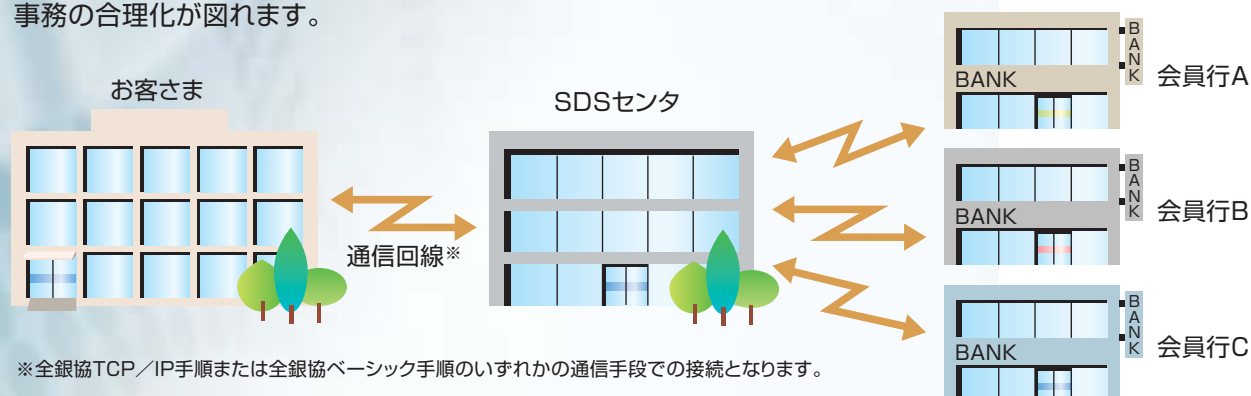 事務の合理化が図れます。
お客さま
SDSセンタ
通信回線※
BANK
BANK
会員行A
BANK
BANK
会員行B
BANK
BANK
会員行C
※全銀協TCP／IP手順または全銀協ベーシック手順のいずれかの通信手段での接続となります。